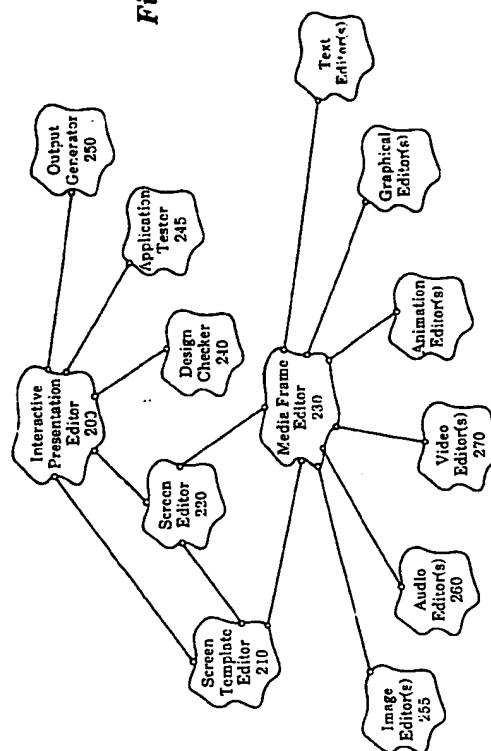 Fi
Interactive
Presentation
Editor
200
Output
Generator
250
Application
Tester
245
Design
Checker
240
Screen
Editor
220
Screen
Template
Editor
210
Media Frame
Editor
230
Image
Editor(s)
255
Audio
Editor(s)
260
Video
Editor(s)
270
Animation
Editor(s)
Graphical
Editor(s)
Text
Editor(s)